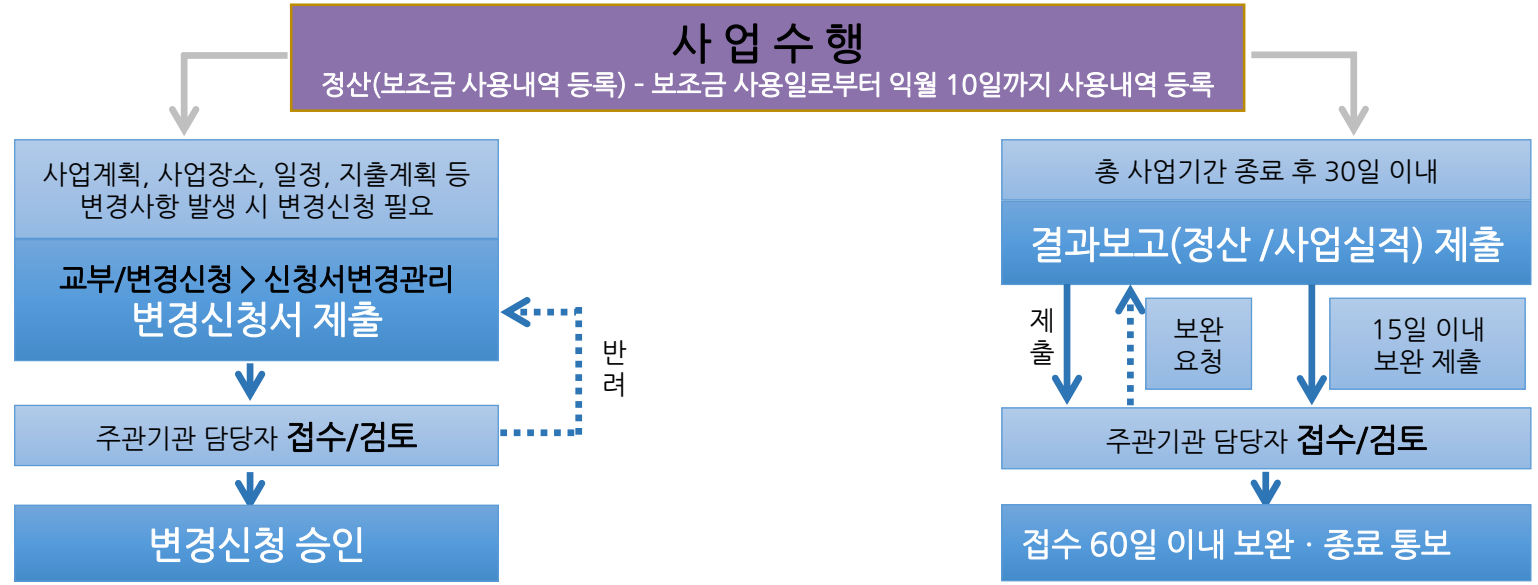 사 업 수 행
정산(보조금 사용내역 등록) - 보조금 사용일로부터 익월 10일까지 사용내역 등록
사업계획, 사업장소, 일정, 지출계획 등
변경사항 발생 시 변경신청 필요
교부/변경신청 > 신청서변경관리
변경신청서 제출
반
려
주관기관 담당자 접수/검토
변경신청 승인
총 사업기간 종료 후 30일 이내
결과보고(정산 /사업실적) 제출
제
출
보완
요청
15일 이내
보완 제출
주관기관 담당자 접수/검토
접수 60일 이내 보완 · 종료 통보